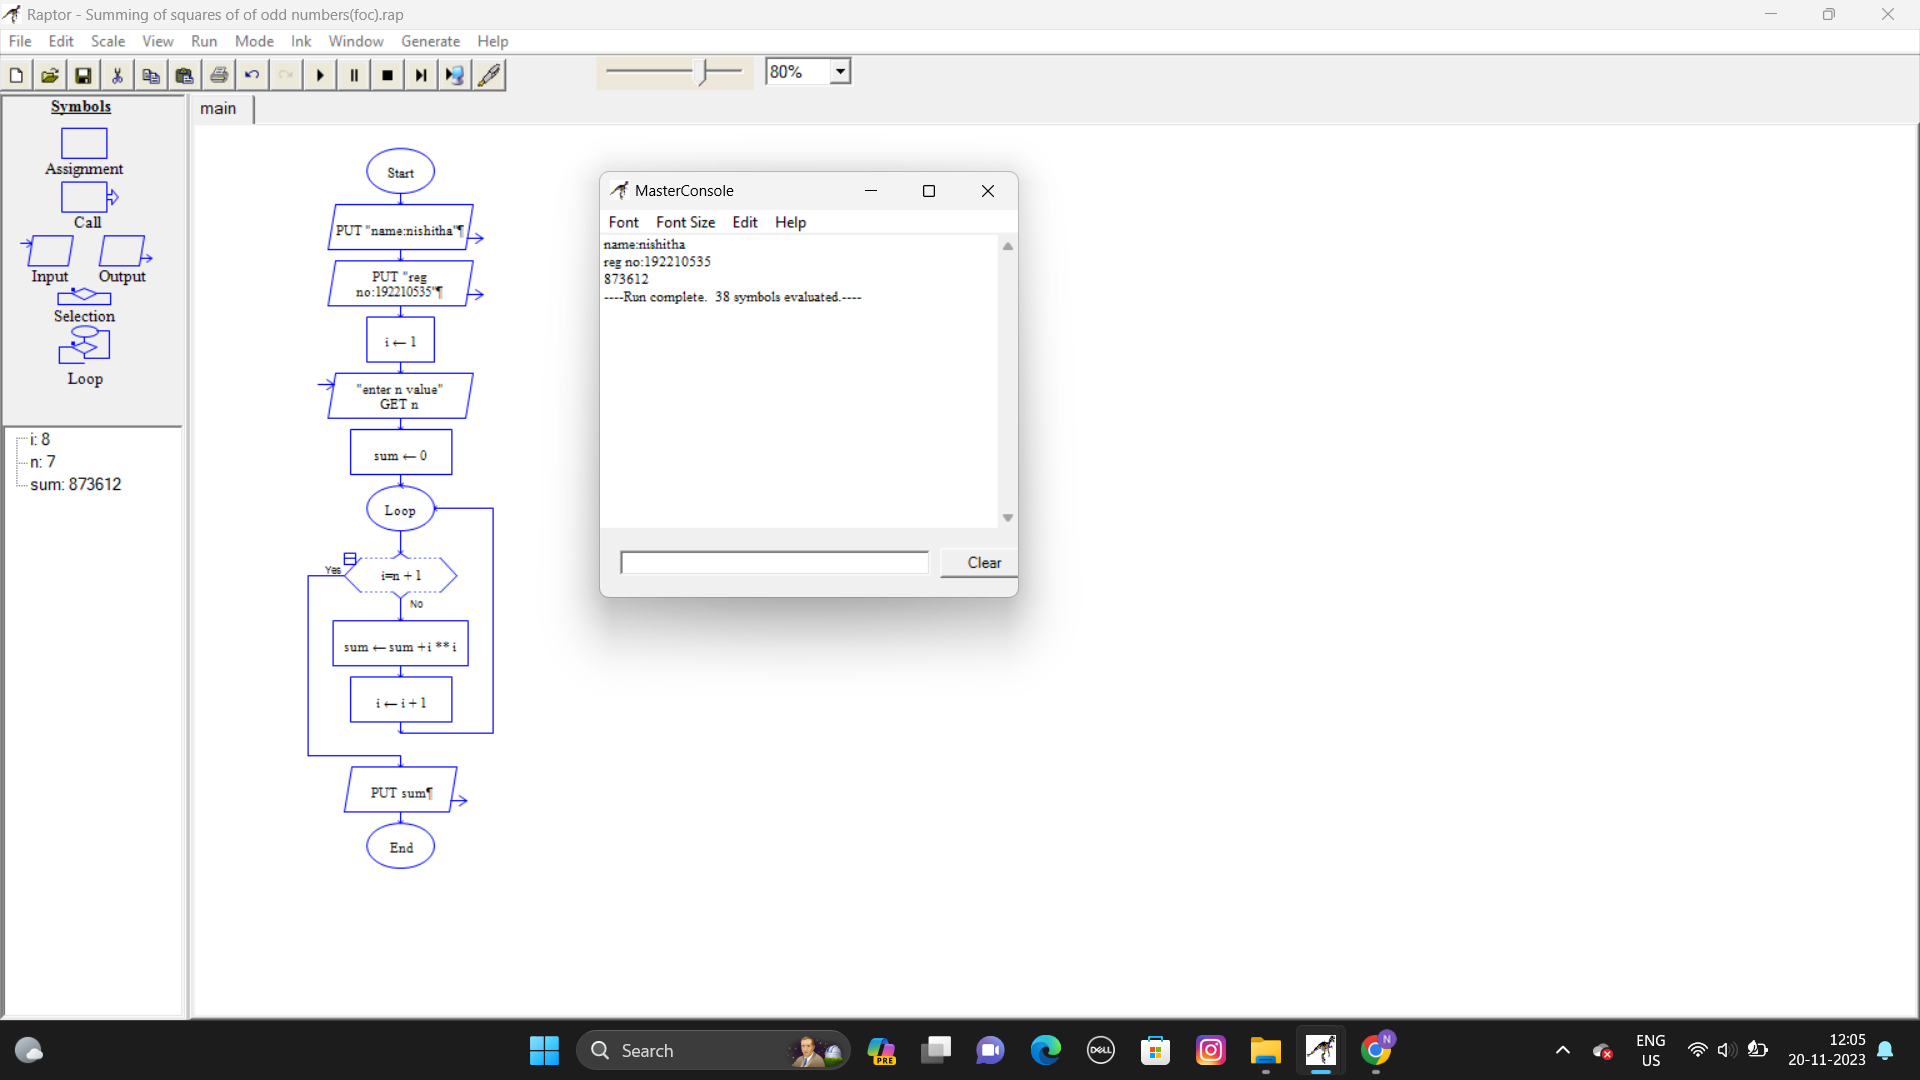 Raptor - Summing of squares of of odd numbers(foc).rap
File Edit Scale View Run Mode Ink Window Generate Help
80%
Symbols
Assignment
Call
Input Output
Selection
Loop
i: 8
n: 7
sum: 873612
main
Start
PUT "name:nishitha"¶
PUT "reg
no:192210535"¶
i ← 1
"enter n value"
GET n
sum ← 0
Loop
Yes
i=n + 1
No
sum ← sum + i ** i
i ← i + 1
PUT sum¶
End
MasterConsole
Font Font Size Edit Help
name:nishitha
reg no:192210535
873612
----Run complete.  38 symbols evaluated.----
Clear
Search
PRE
DELL
N
ENG
US
12:05
20-11-2023